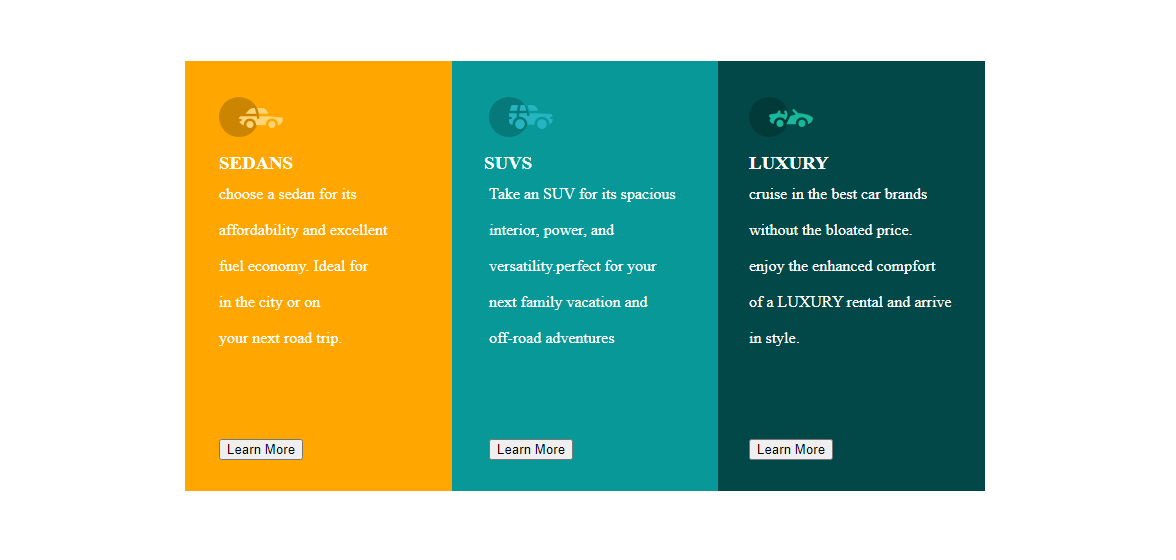 SEDANS
choose a sedan for its
affordability and excellent
fuel economy. Ideal for
in the city or on
your next road trip.
Learn More
SUVS
Take an SUV for its spacious
interior, power, and
versatility.perfect for your
next family vacation and
off-road adventures
Learn More
LUXURY
cruise in the best car brands
without the bloated price.
enjoy the enhanced compfort
of a LUXURY rental and arrive
in style.
Learn More